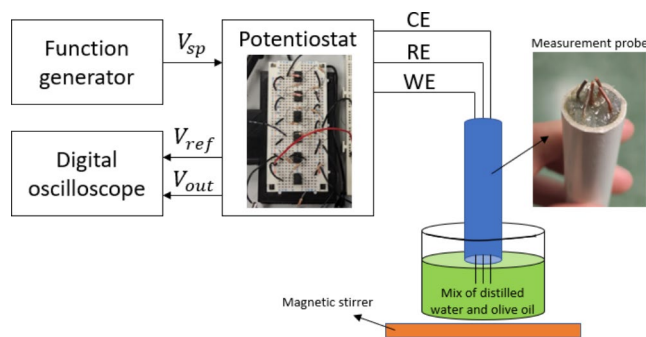 Function
generator
V_sp
Potentiostat
CE
RE
WE
Measurement probe
Digital
oscilloscope
V_ref
V_out
Mix of distilled
water and olive oil
Magnetic stirrer